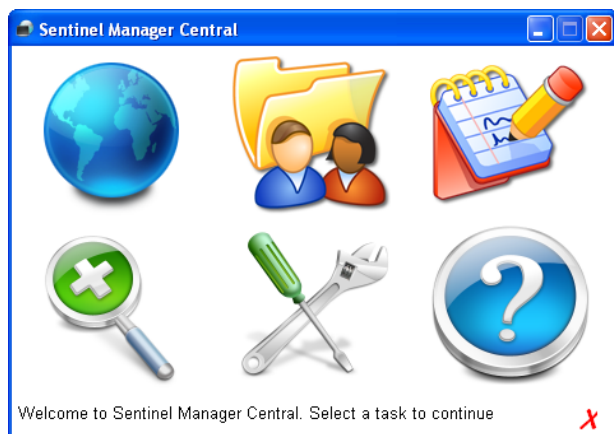 Sentinel Manager Central
Welcome to Sentinel Manager Central. Select a task to continue
X